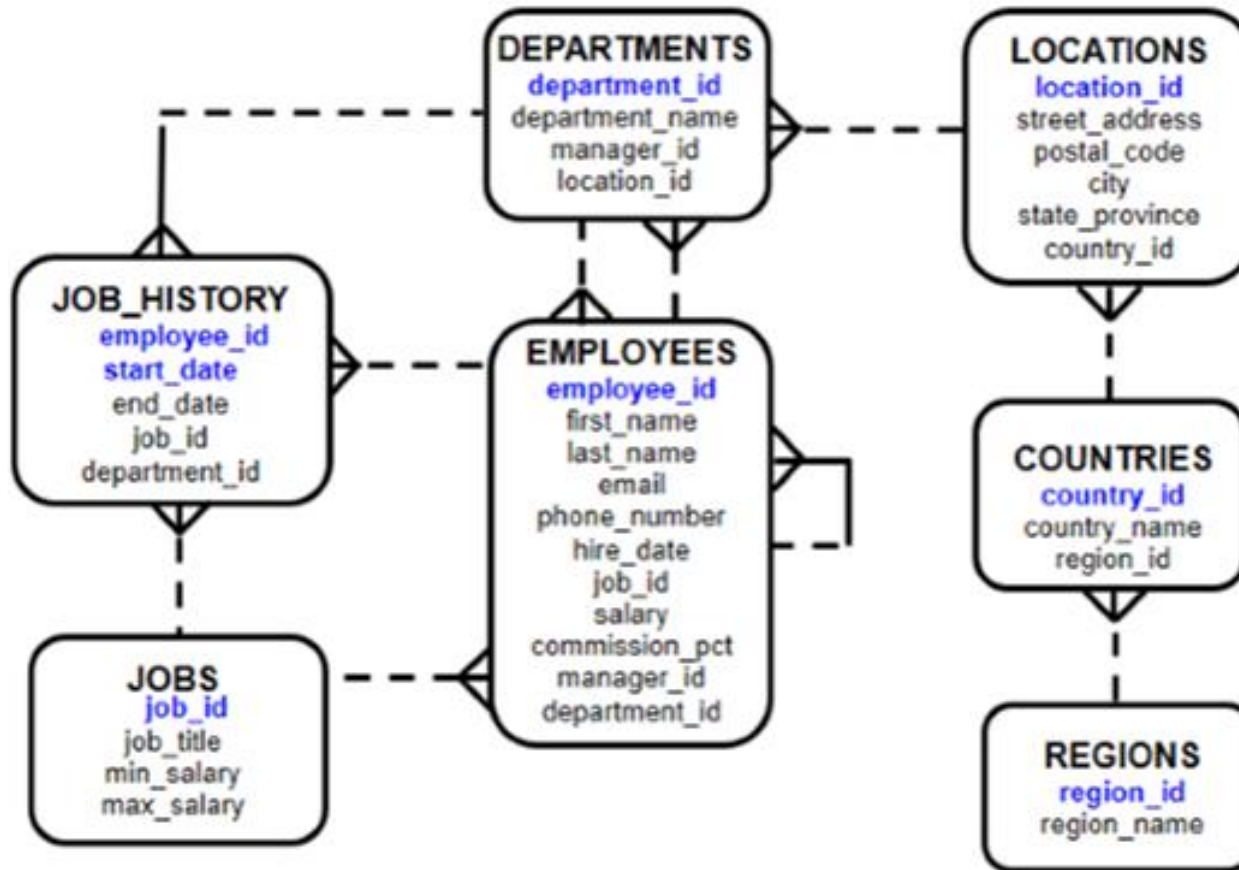 DEPARTMENTS
department_id
department_name
manager_id
location_id
LOCATIONS
location_id
street_address
postal_code
city
state_province
country_id
JOB_HISTORY
employee_id
start_date
end_date
job_id
department_id
EMPLOYEES
employee_id
first_name
last_name
email
phone_number
hire_date
job_id
salary
commission_pct
manager_id
department_id
COUNTRIES
country_id
country_name
region_id
JOBS
job_id
job_title
min_salary
max_salary
REGIONS
region_id
region_name